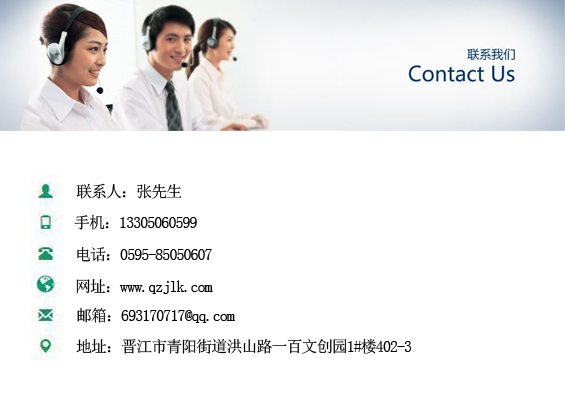 联系我们
Contact Us
联系人：张先生
手机：13305060599
电话：0595-85050607
网址：www.qzjlk.com
邮箱：693170717@qq.com
地址：晋江市青阳街道洪山路一百文创园1#楼402-3